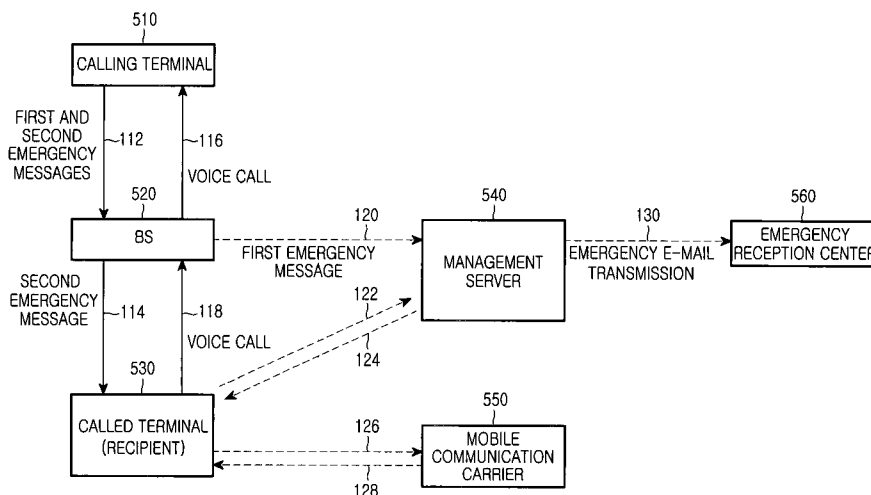 510
CALLING TERMINAL
FIRST AND
SECOND
EMERGENCY
MESSAGES
112
116
VOICE CALL
520
BS
120
FIRST EMERGENCY
MESSAGE
540
MANAGEMENT
SERVER
130
EMERGENCY E-MAIL
TRANSMISSION
560
EMERGENCY
RECEPTION CENTER
SECOND
EMERGENCY
MESSAGE
114
118
VOICE CALL
122
124
530
CALLED TERMINAL
(RECIPIENT)
126
128
550
MOBILE
COMMUNICATION
CARRIER